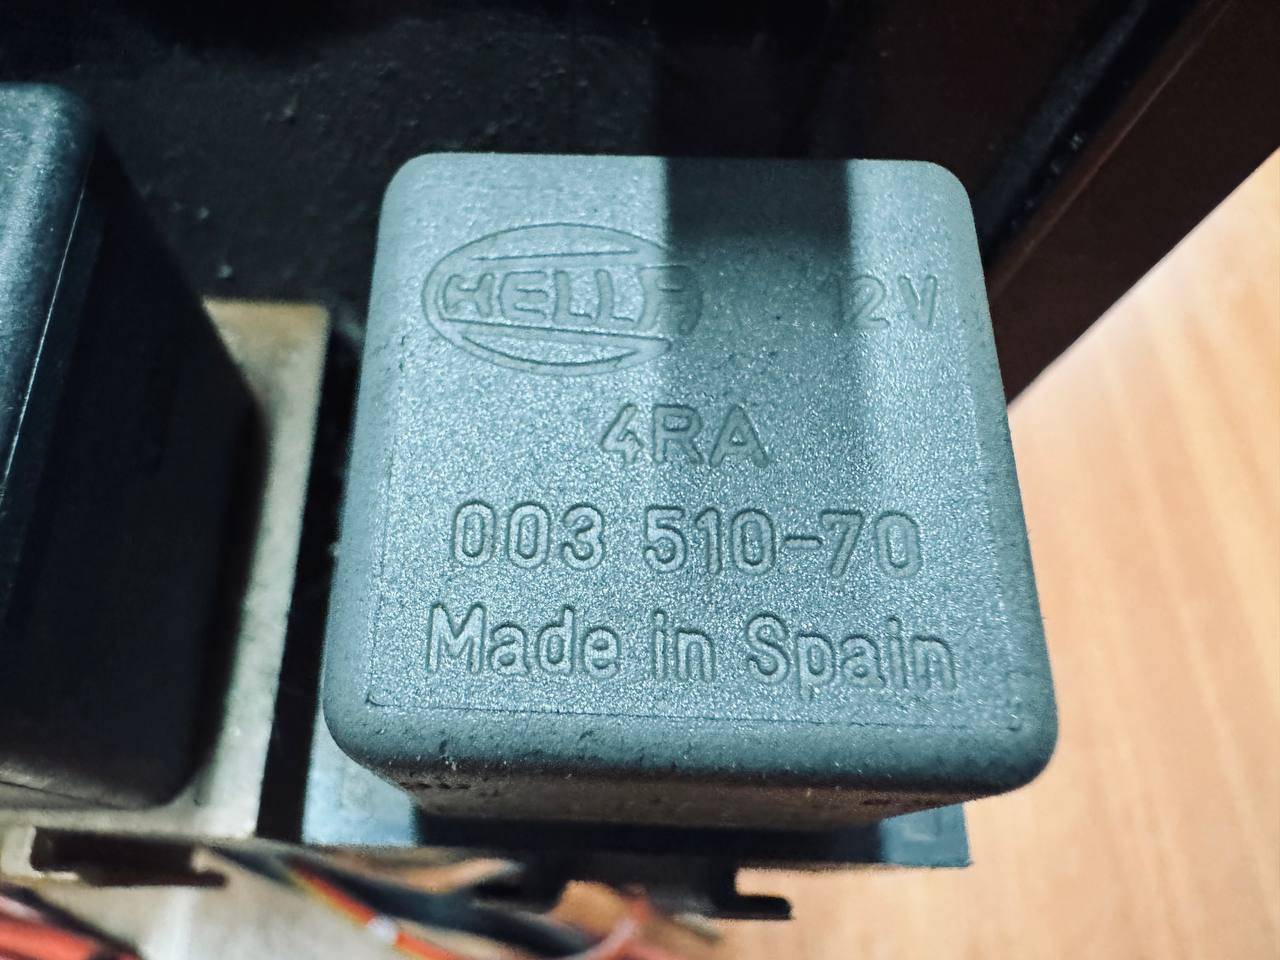 HELLA 12V
4RA
003 510-70
Made in Spain